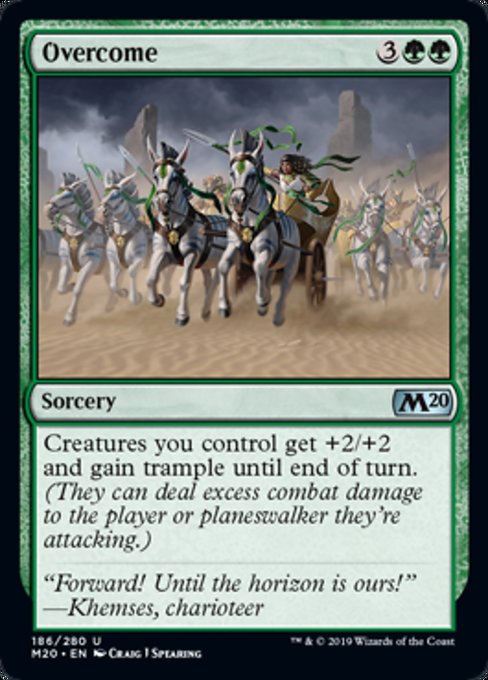 Overcome 3
Sorcery M20
Creatures you control get +2/+2
and gain trample until end of turn.
(They can deal excess combat damage
to the player or planeswalker they’re
attacking.)
“Forward! Until the horizon is ours!”
—Khemses, charioteer
186/280 U
M20 • EN Craig J Spearing
™ & © 2019 Wizards of the Coast